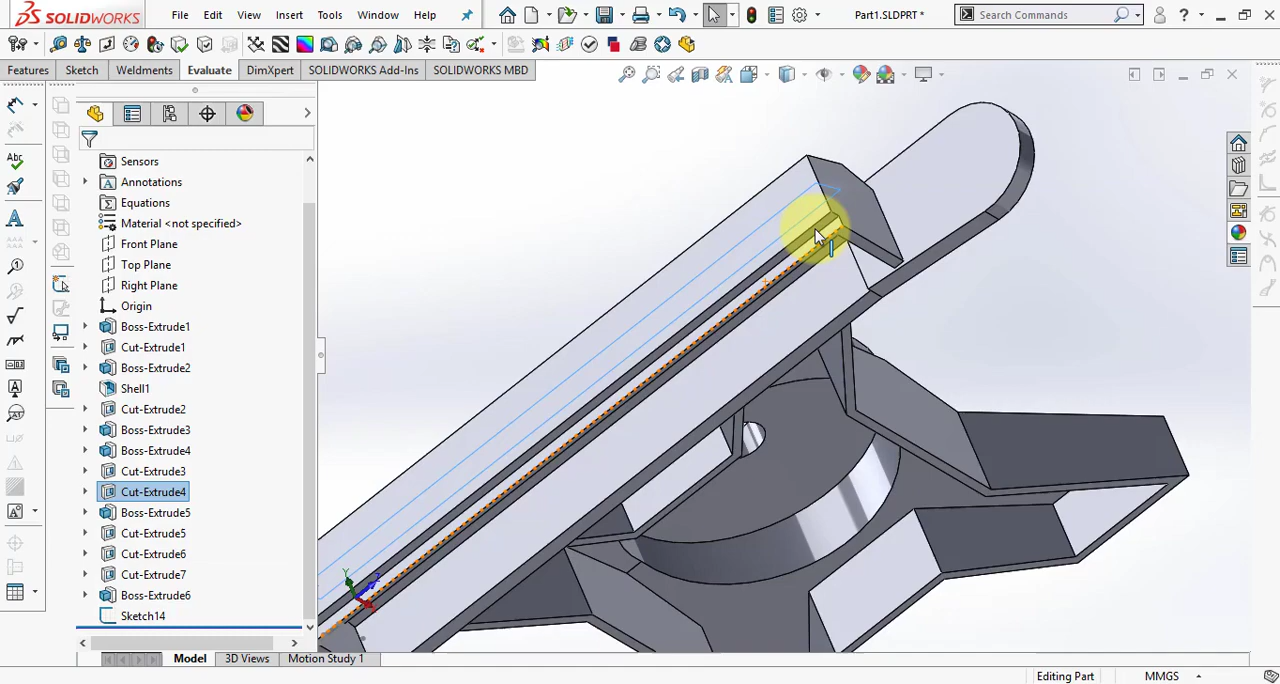 SOLIDWORKS
File Edit View Insert Tools Window Help
Part1.SLDPRT *
Search Commands
Features Sketch Weldments Evaluate DimXpert SOLIDWORKS Add-Ins SOLIDWORKS MBD
Sensors
Annotations
Equations
Material <not specified>
Front Plane
Top Plane
Right Plane
Origin
Boss-Extrude1
Cut-Extrude1
Boss-Extrude2
Shell1
Cut-Extrude2
Boss-Extrude3
Boss-Extrude4
Cut-Extrude3
Cut-Extrude4
Boss-Extrude5
Cut-Extrude5
Cut-Extrude6
Cut-Extrude7
Boss-Extrude6
Sketch14
Model 3D Views Motion Study 1
Editing Part MMGS